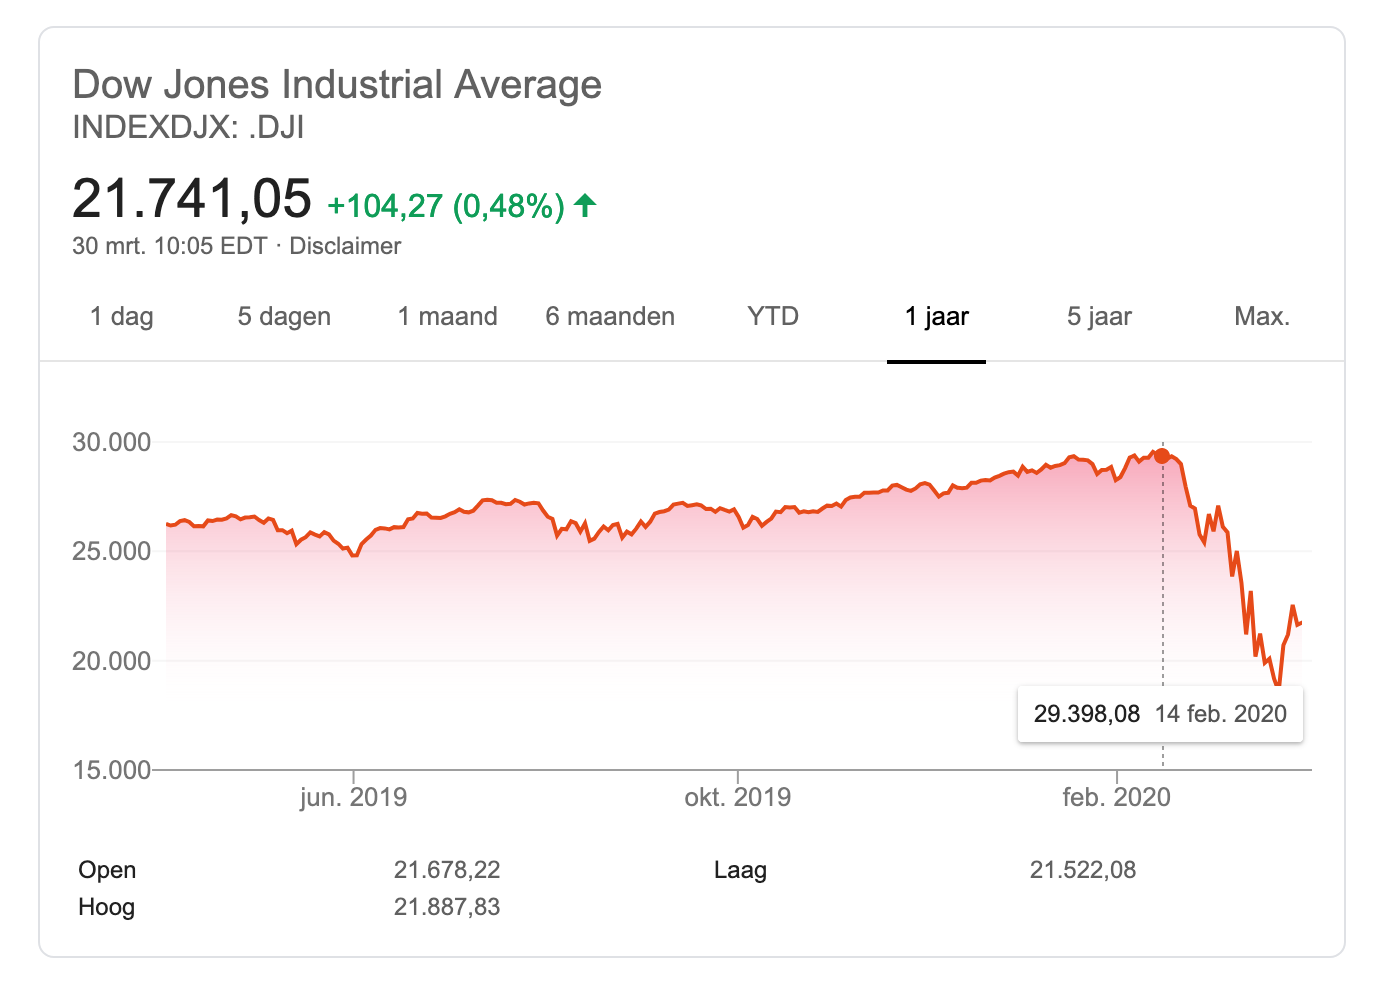 Dow Jones Industrial Average
INDEXDJX: .DJI
21.741,05 +104,27 (0,48%)
30 mrt. 10:05 EDT · Disclaimer
1 dag 5 dagen 1 maand 6 maanden YTD 1 jaar 5 jaar Max.
30.000
25.000
20.000
29.398,08 14 feb. 2020
15.000
jun. 2019 okt. 2019 feb. 2020
Open 21.678,22 Laag 21.522,08
Hoog 21.887,83